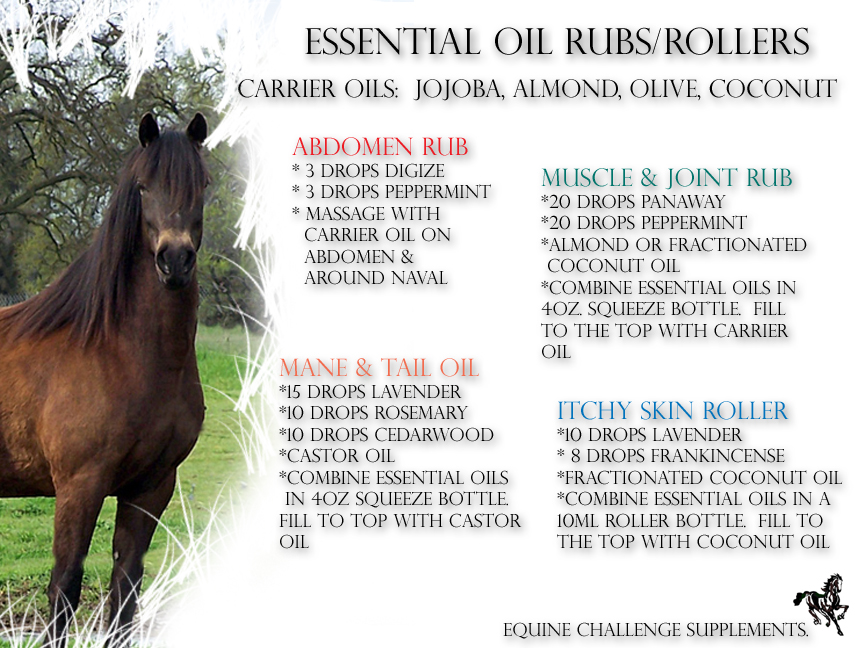 ESSENTIAL OIL RUBS/ROLLERS
CARRIER OILS: JOJOBA, ALMOND, OLIVE, COCONUT
ABDOMEN RUB
* 3 DROPS DIGIZE
* 3 DROPS PEPPERMINT
* MASSAGE WITH
CARRIER OIL ON
ABDOMEN &
AROUND NAVAL
MUSCLE & JOINT RUB
*20 DROPS PANAWAY
*20 DROPS PEPPERMINT
*ALMOND OR FRACTIONATED
COCONUT OIL
*COMBINE ESSENTIAL OILS IN
4OZ. SQUEEZE BOTTLE. FILL
TO THE TOP WITH CARRIER
OIL
MANE & TAIL OIL
*15 DROPS LAVENDER
*10 DROPS ROSEMARY
*10 DROPS CEDARWOOD
*CASTOR OIL
*COMBINE ESSENTIAL OILS
IN 4OZ SQUEEZE BOTTLE.
FILL TO TOP WITH CASTOR
OIL
ITCHY SKIN ROLLER
*10 DROPS LAVENDER
* 8 DROPS FRANKINCENSE
*FRACTIONATED COCONUT OIL
*COMBINE ESSENTIAL OILS IN A
10ML ROLLER BOTTLE. FILL TO
THE TOP WITH COCONUT OIL
EQUINE CHALLENGE SUPPLEMENTS.